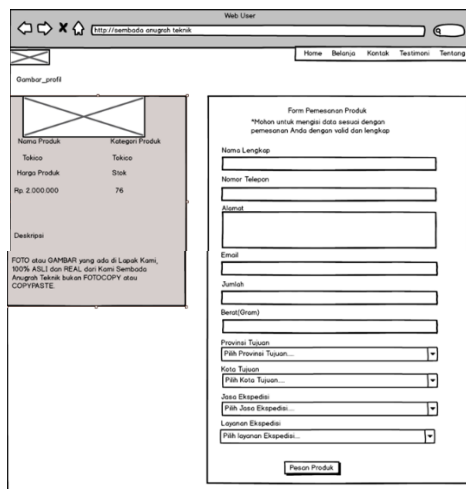 Web User
http://sembada anugrah teknik
Home Belanja Kontak Testimoni Tentang
Gambar_profil
Nama Produk Kategori Produk
Tekico Tekico
Harga Produk Stok
Rp. 2.000.000 76
Deskripsi
FOTO atau GAMBAR yang ada di Lapak Kami,
100% ASLI dan REAL dari Kami Sembada
Anugrah Teknik bukan FOTOCOPY atau
COPYPASTE.
Form Pemesanan Produk
*Mohon untuk mengisi data sesuai dengan
pemesanan Anda dengan valid dan lengkap
Nama Lengkap
Nomor Telepon
Alamat
Email
Jumlah
Berat(Gram)
Provinsi Tujuan
Pilih Provinsi Tujuan....
Kota Tujuan
Pilih Kota Tujuan....
Jasa Ekspedisi
Pilih Jasa Ekspedisi...
Layanan Ekspedisi
Pilih layanan Ekspedisi...
Pesan Produk